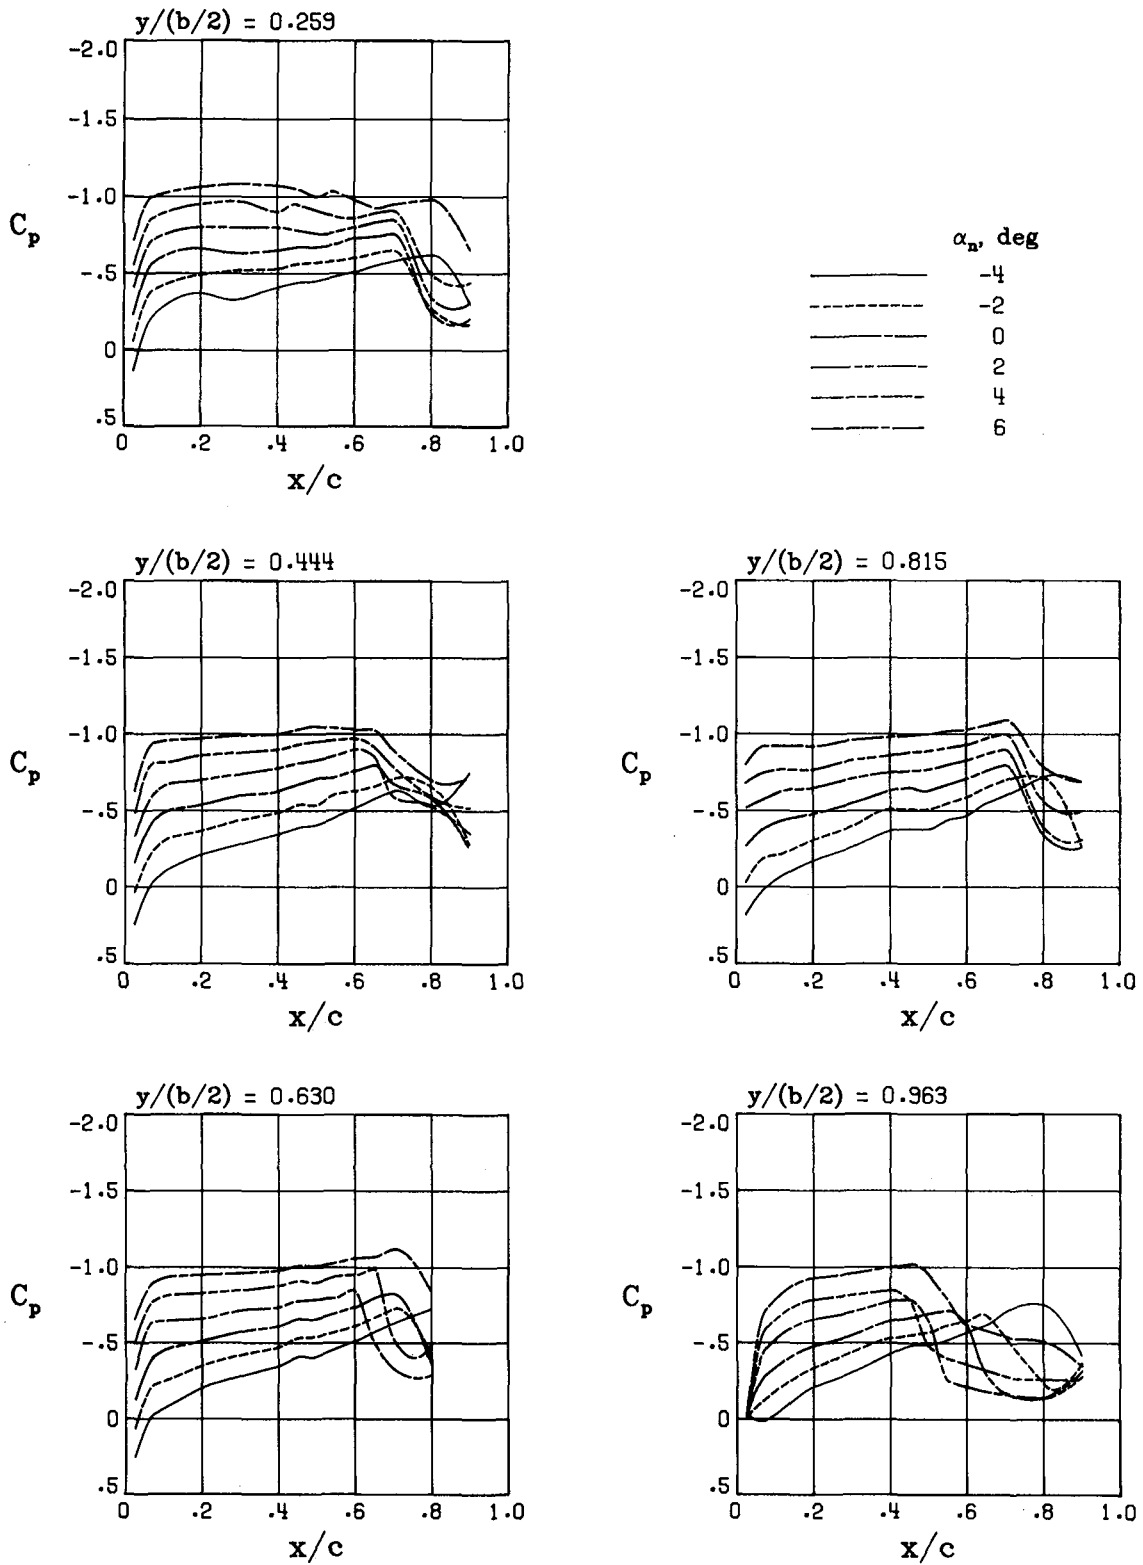 y/(b/2) = 0.259
-2.0
-1.5
-1.0
-.5
0
.5
C_p
0 .2 .4 .6 .8 1.0
x/c
α_n, deg
-4
-2
0
2
4
6
y/(b/2) = 0.444
-2.0
-1.5
-1.0
-.5
0
.5
C_p
0 .2 .4 .6 .8 1.0
x/c
y/(b/2) = 0.815
-2.0
-1.5
-1.0
-.5
0
.5
C_p
0 .2 .4 .6 .8 1.0
x/c
y/(b/2) = 0.630
-2.0
-1.5
-1.0
-.5
0
.5
C_p
0 .2 .4 .6 .8 1.0
x/c
y/(b/2) = 0.963
-2.0
-1.5
-1.0
-.5
0
.5
C_p
0 .2 .4 .6 .8 1.0
x/c